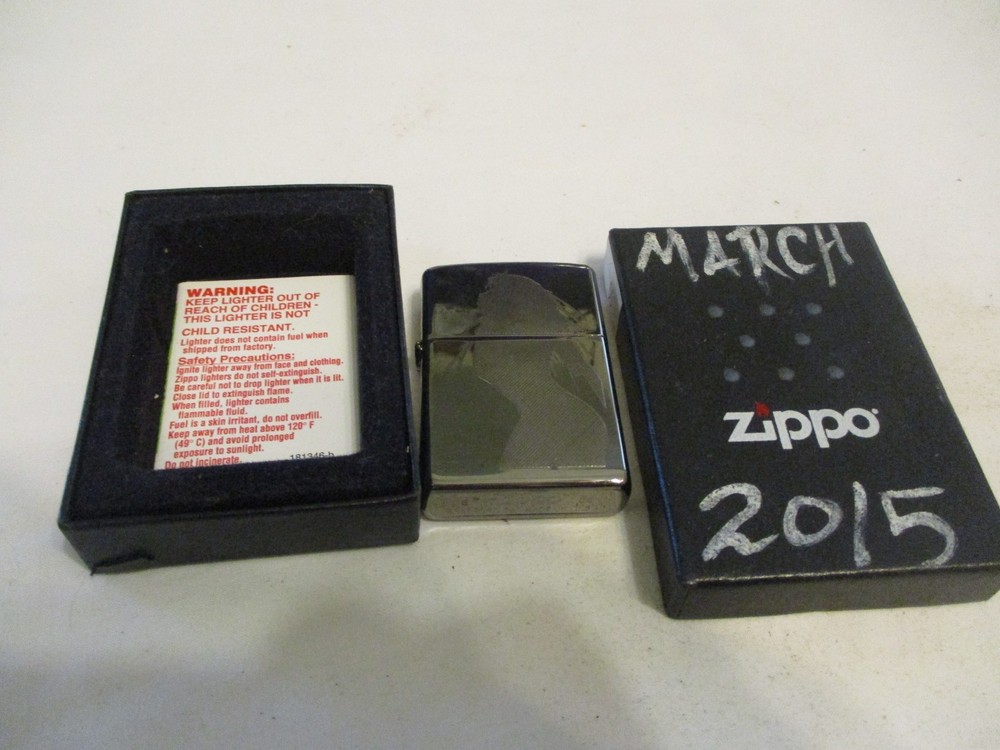 WARNING:
KEEP LIGHTER OUT OF
REACH OF CHILDREN -
THIS LIGHTER IS NOT
CHILD RESISTANT.
Lighter does not contain fuel when
shipped from factory.
Safety Precautions:
Ignite lighter away from face and clothing.
Zippo lighters do not self-extinguish.
Be careful not to drop lighter when it is lit.
Close lid to extinguish flame.
When filled, lighter contains
flammable fluid.
Fuel is a skin irritant, do not overfill.
Keep away from heat above 120° F
(49° C) and avoid prolonged
exposure to sunlight.
Do not incinerate.
181346-b
MARCH
zippo
2015